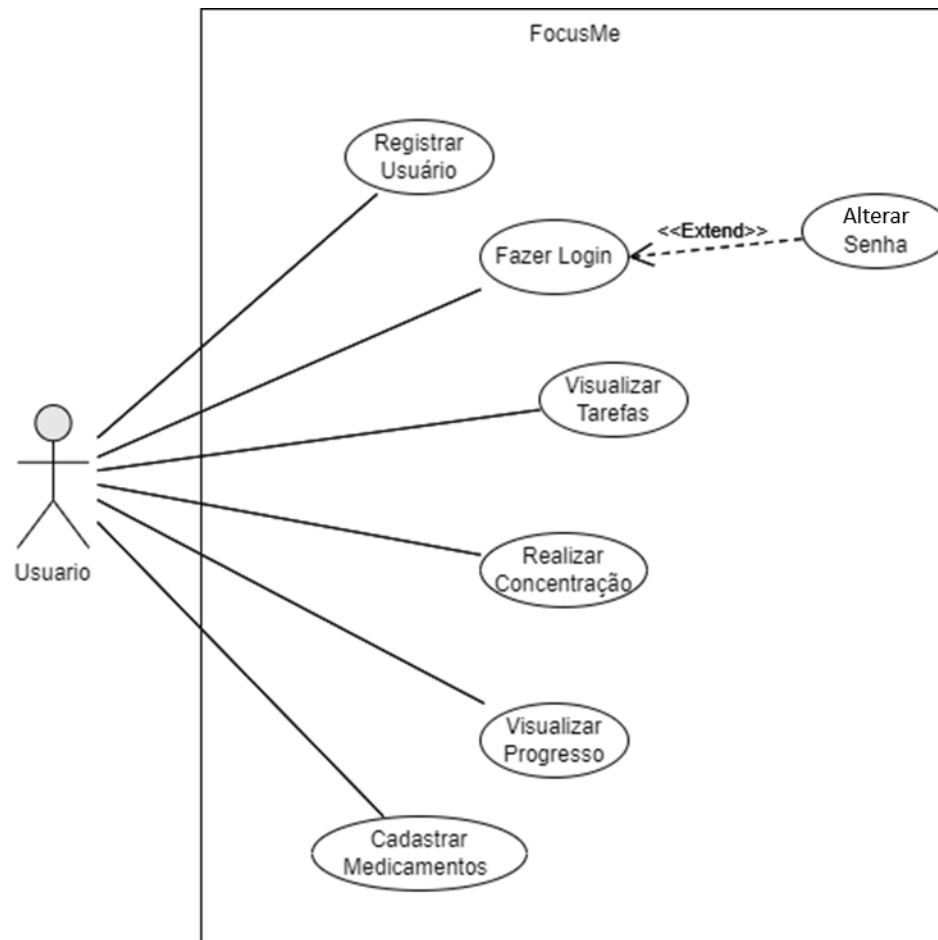 FocusMe
Registrar
Usuário
Fazer Login
<<Extend>>
Alterar
Senha
Visualizar
Tarefas
Usuario
Realizar
Concentração
Visualizar
Progresso
Cadastrar
Medicamentos